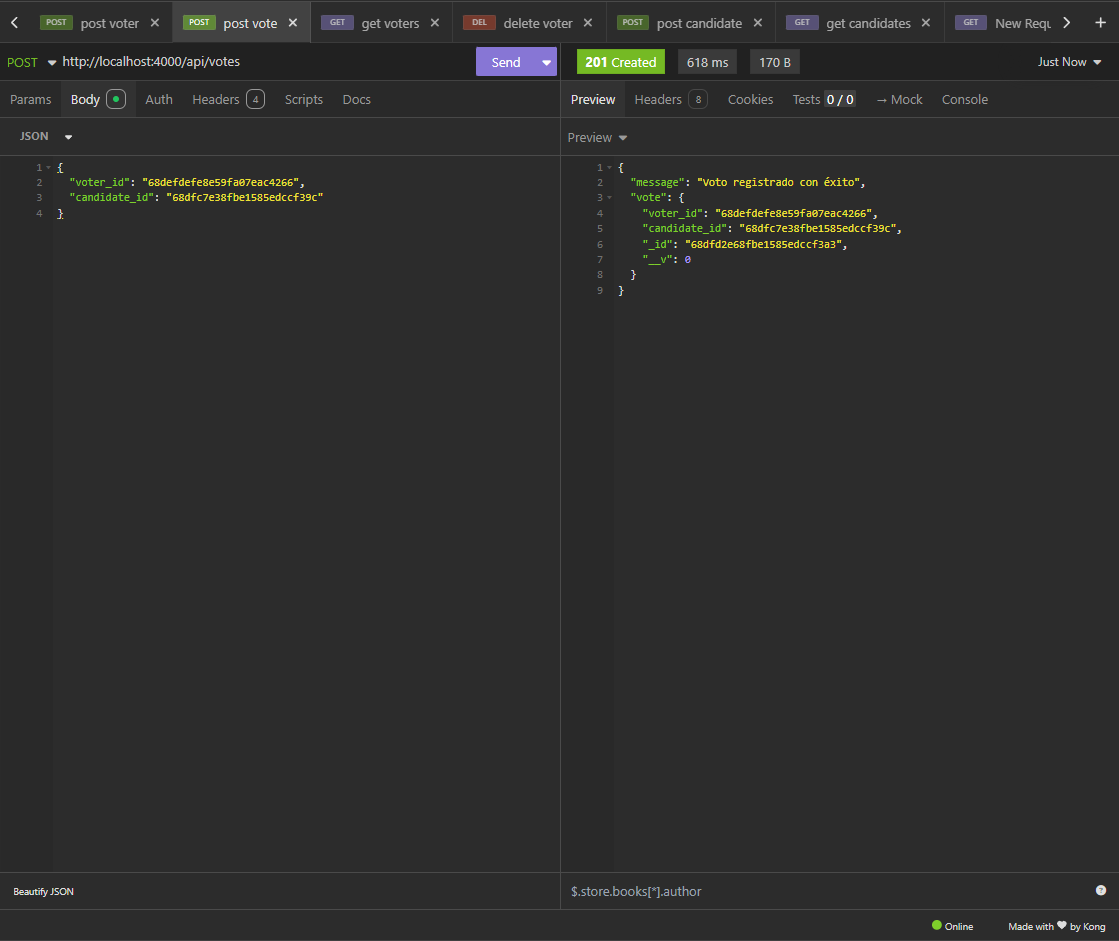 POST post voter × POST post vote × GET get voters × DEL delete voter × POST post candidate × GET get candidates × GET New Requ
POST http://localhost:4000/api/votes Send 201 Created 618 ms 170 B Just Now
Params Body Auth Headers 4 Scripts Docs Preview Headers 8 Cookies Tests 0 / 0 → Mock Console
JSON
1 {
2 "voter_id": "68defdefe8e59fa07eac4266",
3 "candidate_id": "68dfc7e38fbe1585edccf39c"
4 }
Beautify JSON
Preview
1 {
2 "message": "Voto registrado con éxito",
3 "vote": {
4 "voter_id": "68defdefe8e59fa07eac4266",
5 "candidate_id": "68dfc7e38fbe1585edccf39c",
6 "_id": "68dfd2e68fbe1585edccf3a3",
7 "__v": 0
8 }
9 }
$.store.books[*].author ?
Online Made with ♥ by Kong